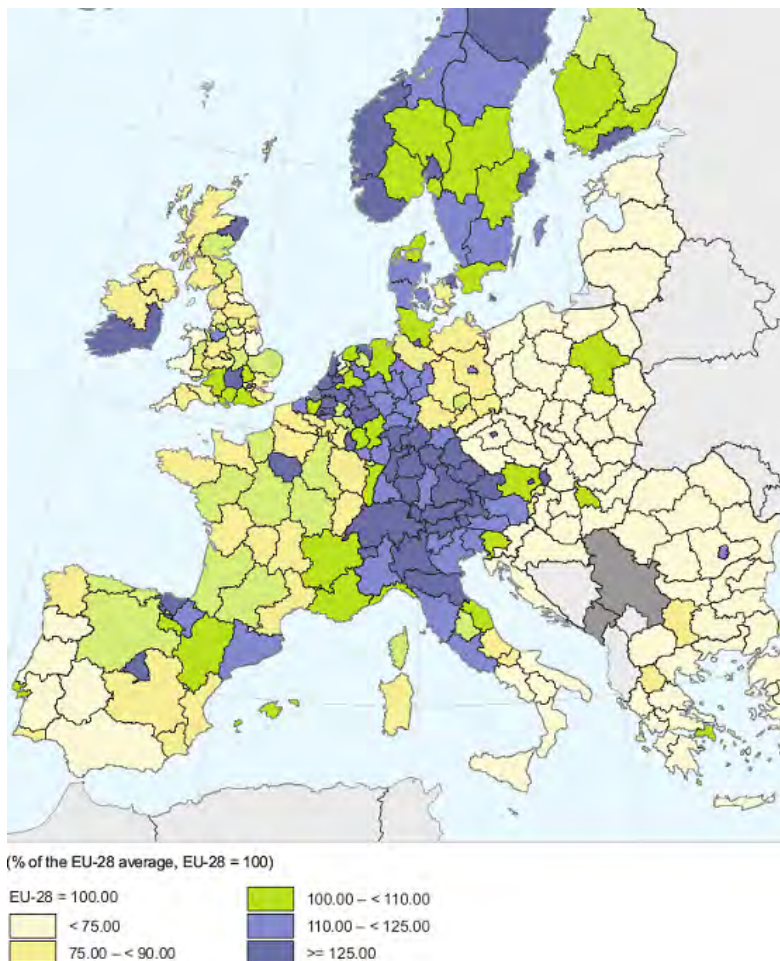 (% of the EU-28 average, EU-28 = 100)
EU-28 = 100.00
< 75.00
75.00 – < 90.00
100.00 – < 110.00
110.00 – < 125.00
>= 125.00